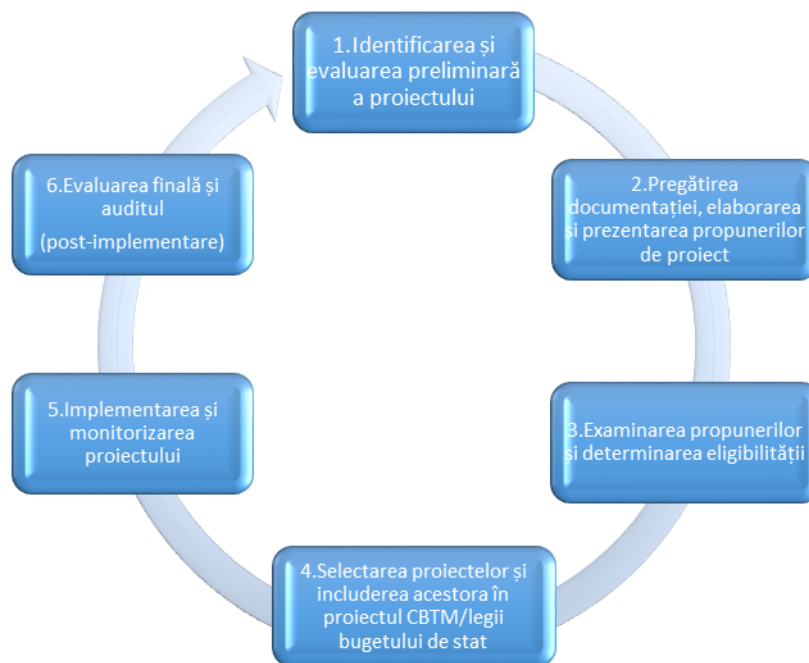 1.Identificarea și
evaluarea preliminară
a proiectului
2.Pregătirea
documentației, elaborarea
și prezentarea propunerilor
de proiect
3.Examinarea propunerilor
și determinarea eligibilității
4.Selectarea proiectelor și
includerea acestora în
proiectul CBTM/legii
bugetului de stat
5.Implementarea și
monitorizarea
proiectului
6.Evaluarea finală și
auditul
(post-implementare)